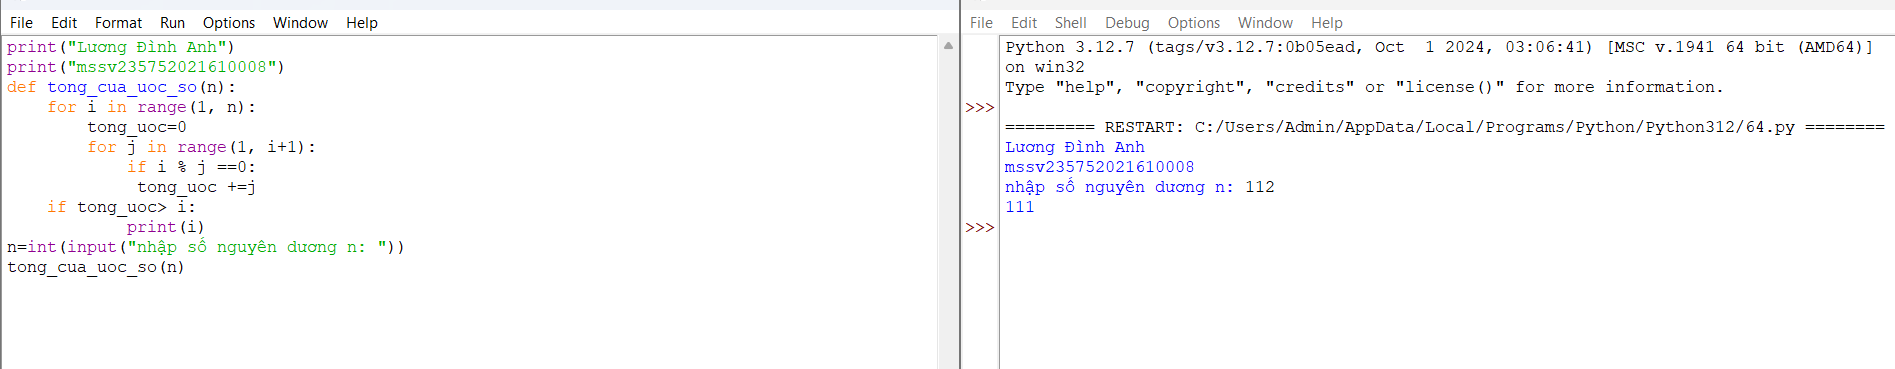 File Edit Format Run Options Window Help
print("Lương Đình Anh")
print("mssv235752021610008")
def tong_cua_uoc_so(n):
    for i in range(1, n):
        tong_uoc=0
        for j in range(1, i+1):
            if i % j ==0:
             tong_uoc +=j
    if tong_uoc> i:
            print(i)
n=int(input("nhập số nguyên dương n: "))
tong_cua_uoc_so(n)
File Edit Shell Debug Options Window Help
Python 3.12.7 (tags/v3.12.7:0b05ead, Oct  1 2024, 03:06:41) [MSC v.1941 64 bit (AMD64)]
on win32
Type "help", "copyright", "credits" or "license()" for more information.
>>>
========= RESTART: C:/Users/Admin/AppData/Local/Programs/Python/Python312/64.py ========
Lương Đình Anh
mssv235752021610008
nhập số nguyên dương n: 112
111
>>>